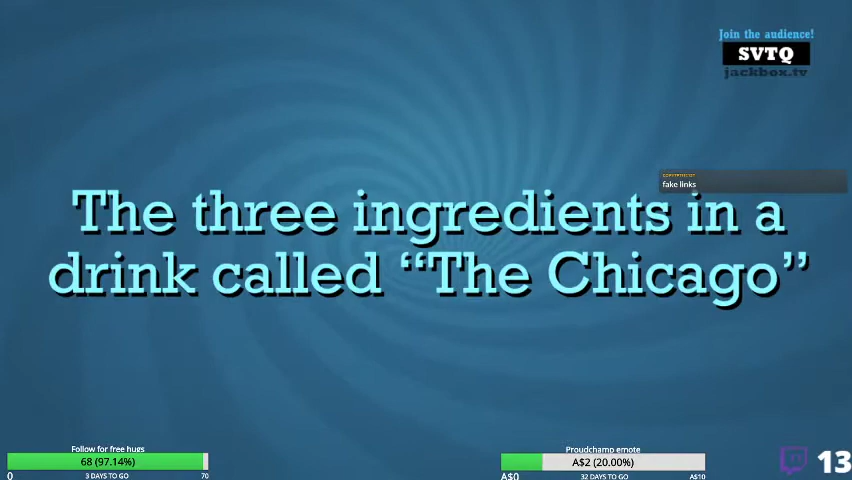 Join the audience!
SVTQ
jackbox.tv
fake links
The three ingredients in a
drink called “The Chicago”
Follow for free hugs
68 (97.14%)
0
3 DAYS TO GO
70
Proudchamp emote
A$2 (20.00%)
A$0
32 DAYS TO GO
A$10
13